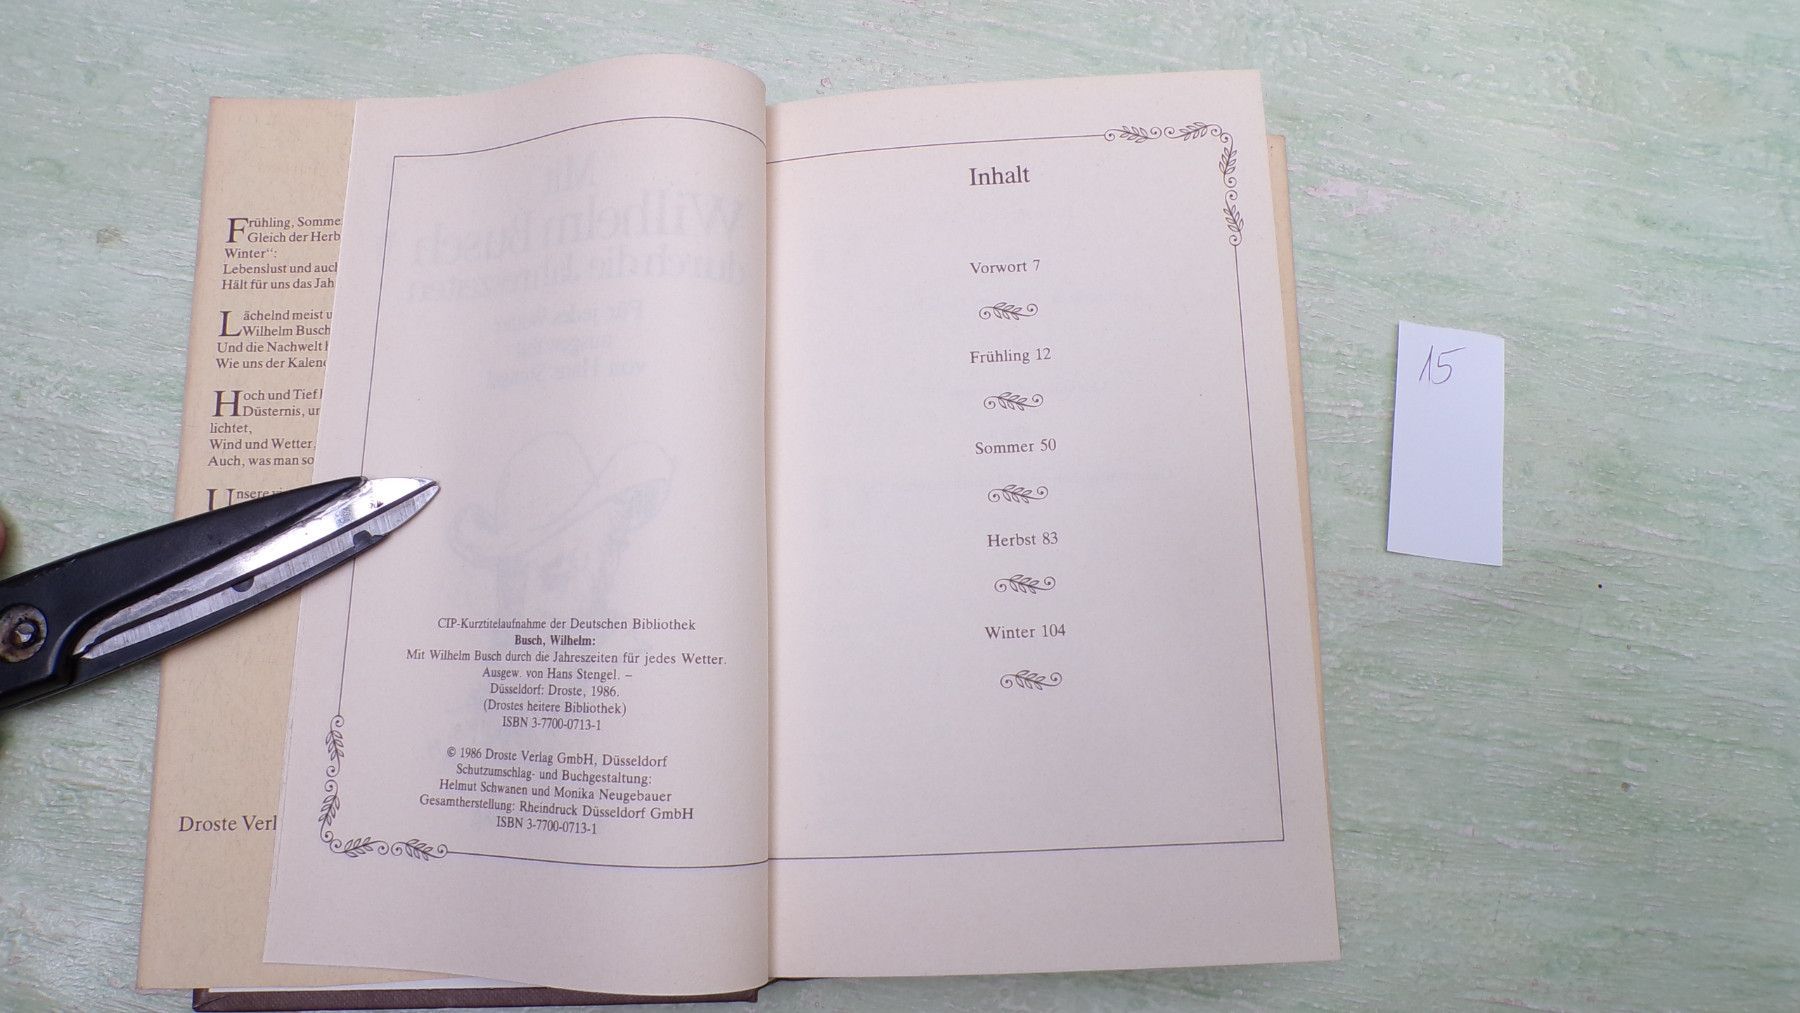 Frühling, Somme
Gleich der Herb
Winter“:
Lebenslust und auch
Hält für uns das Jah
Lächelnd meist u
Wilhelm Busch
Und die Nachwelt h
Wie uns der Kalend
Hoch und Tief
Düsternis, un
lichtet,
Wind und Wetter,
Auch, was man so
Unsere
Droste Verl
CIP-Kurztitelaufnahme der Deutschen Bibliothek
Busch, Wilhelm:
Mit Wilhelm Busch durch die Jahreszeiten für jedes Wetter.
Ausgew. von Hans Stengel. –
Düsseldorf: Droste, 1986.
(Drostes heitere Bibliothek)
ISBN 3-7700-0713-1
© 1986 Droste Verlag GmbH, Düsseldorf
Schutzumschlag- und Buchgestaltung:
Helmut Schwanen und Monika Neugebauer
Gesamtherstellung: Rheindruck Düsseldorf GmbH
ISBN 3-7700-0713-1
Inhalt
Vorwort 7
Frühling 12
Sommer 50
Herbst 83
Winter 104
15